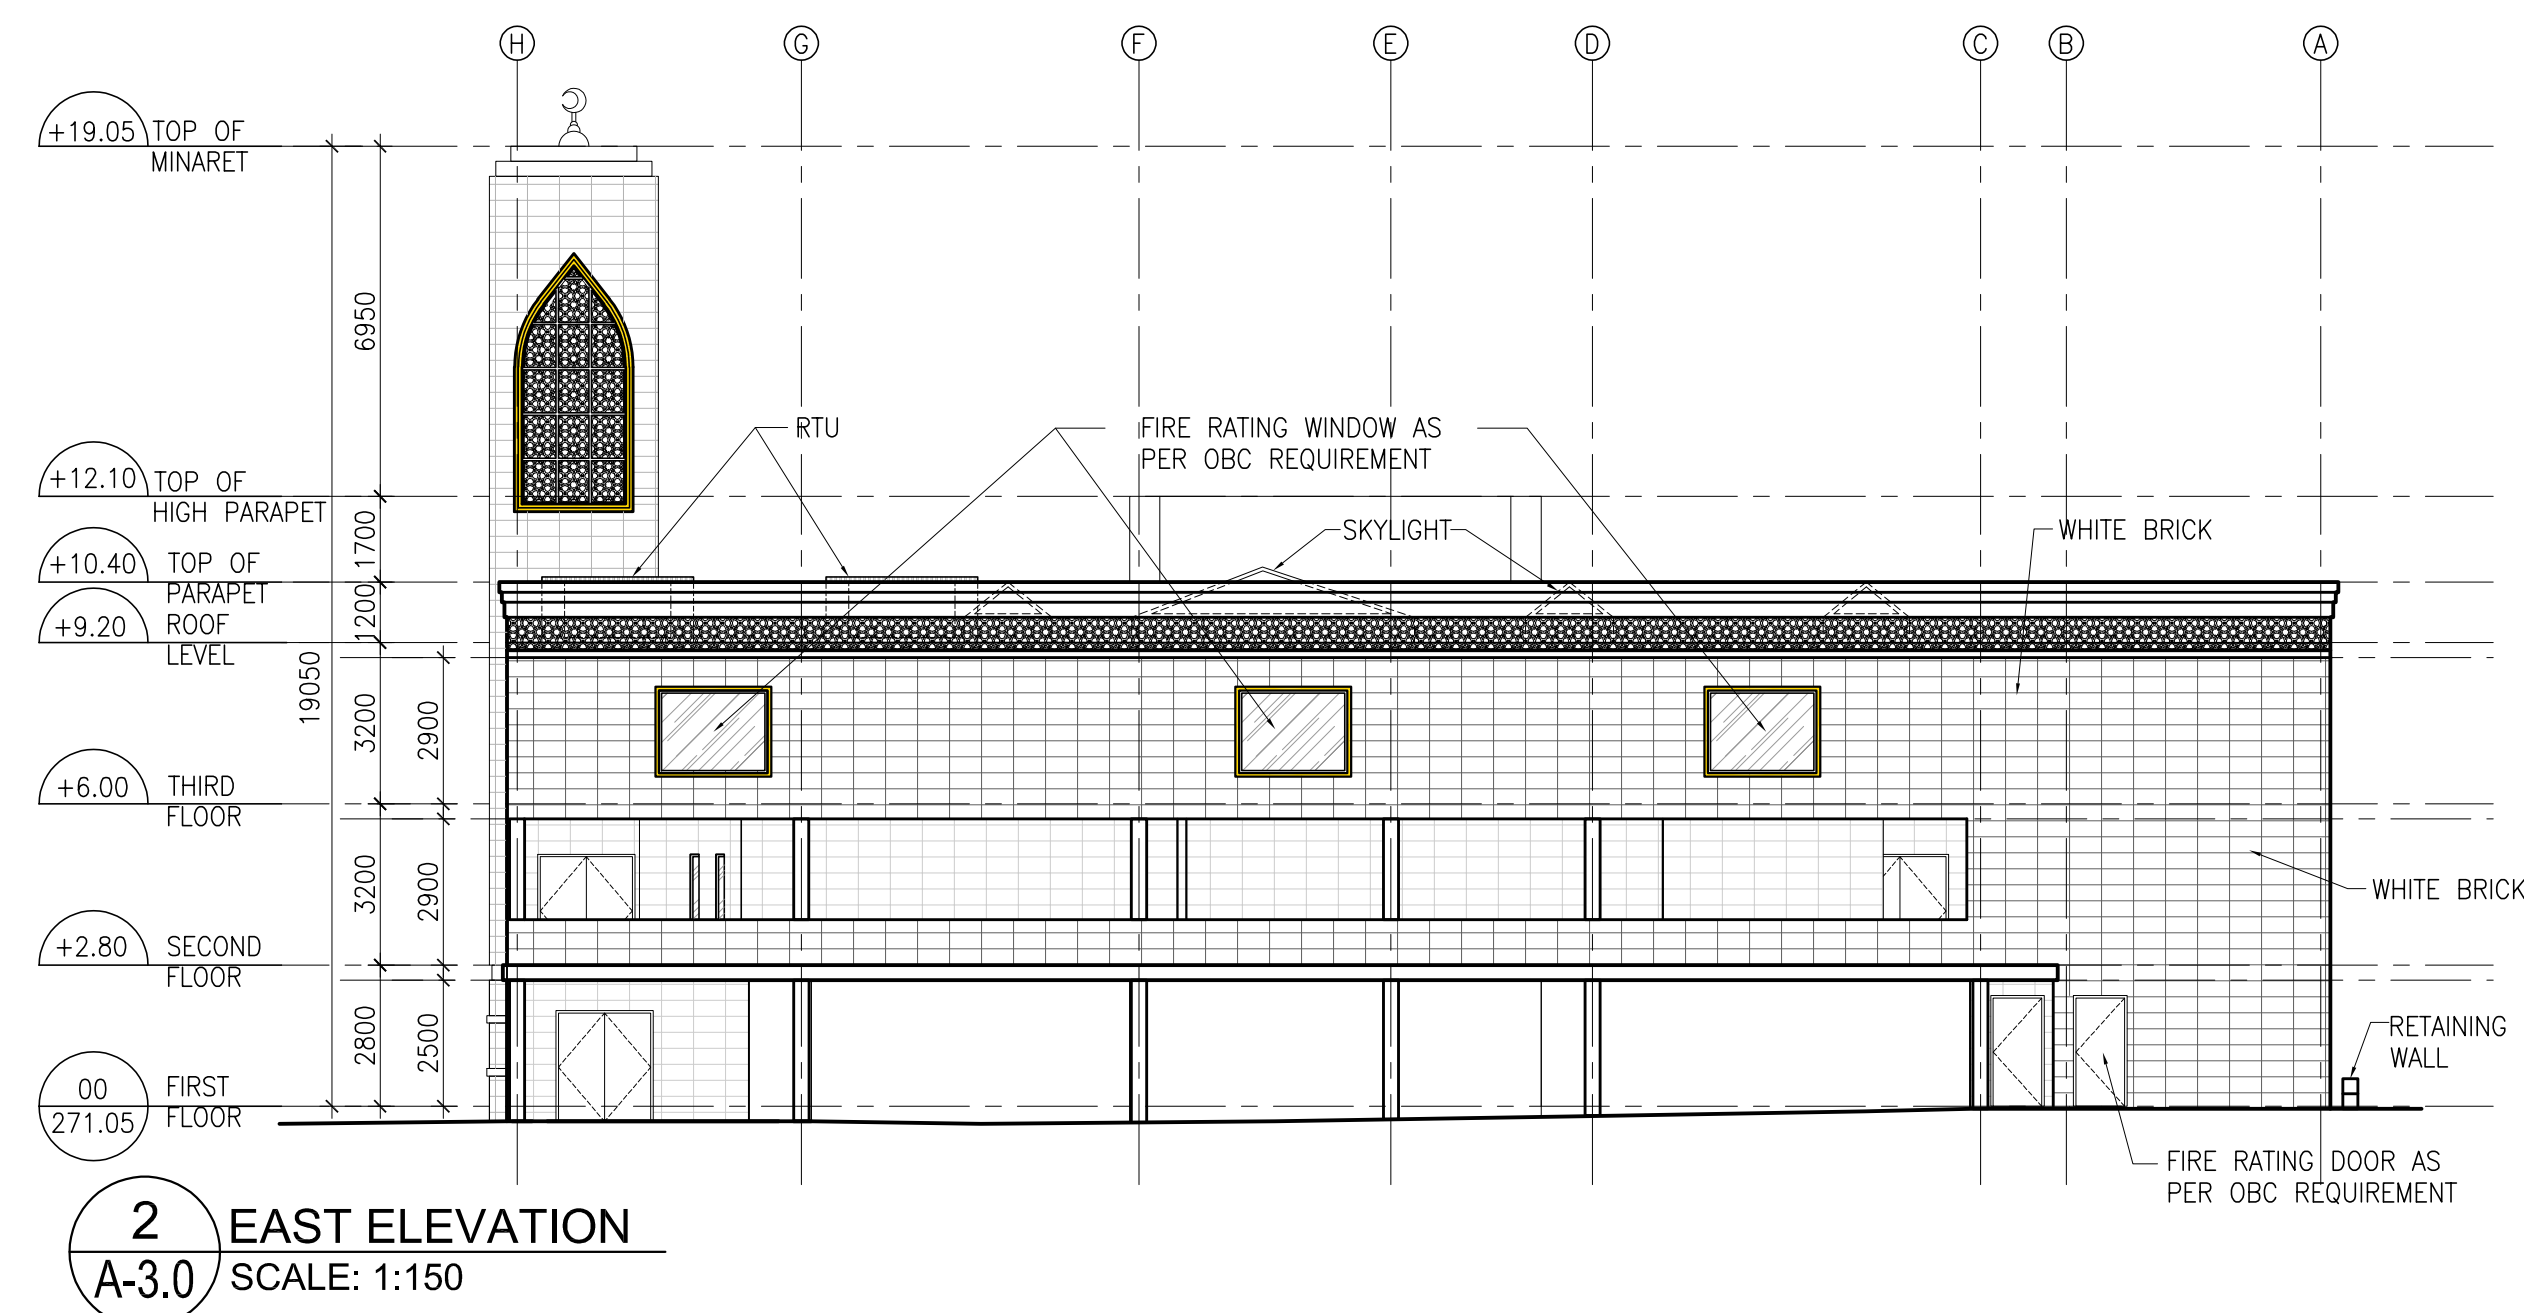 H G F E D C B A
+19.05 TOP OF
MINARET
+12.10 TOP OF
HIGH PARAPET
+10.40 TOP OF
PARAPET
+9.20 ROOF
LEVEL
+6.00 THIRD
FLOOR
+2.80 SECOND
FLOOR
00 FIRST
271.05 FLOOR
19050
6950
1700
1200
3200
3200
2800
2900
2900
2500
RTU
FIRE RATING WINDOW AS
PER OBC REQUIREMENT
SKYLIGHT
WHITE BRICK
WHITE BRICK
RETAINING
WALL
FIRE RATING DOOR AS
PER OBC REQUIREMENT
2 EAST ELEVATION
A-3.0 SCALE: 1:150